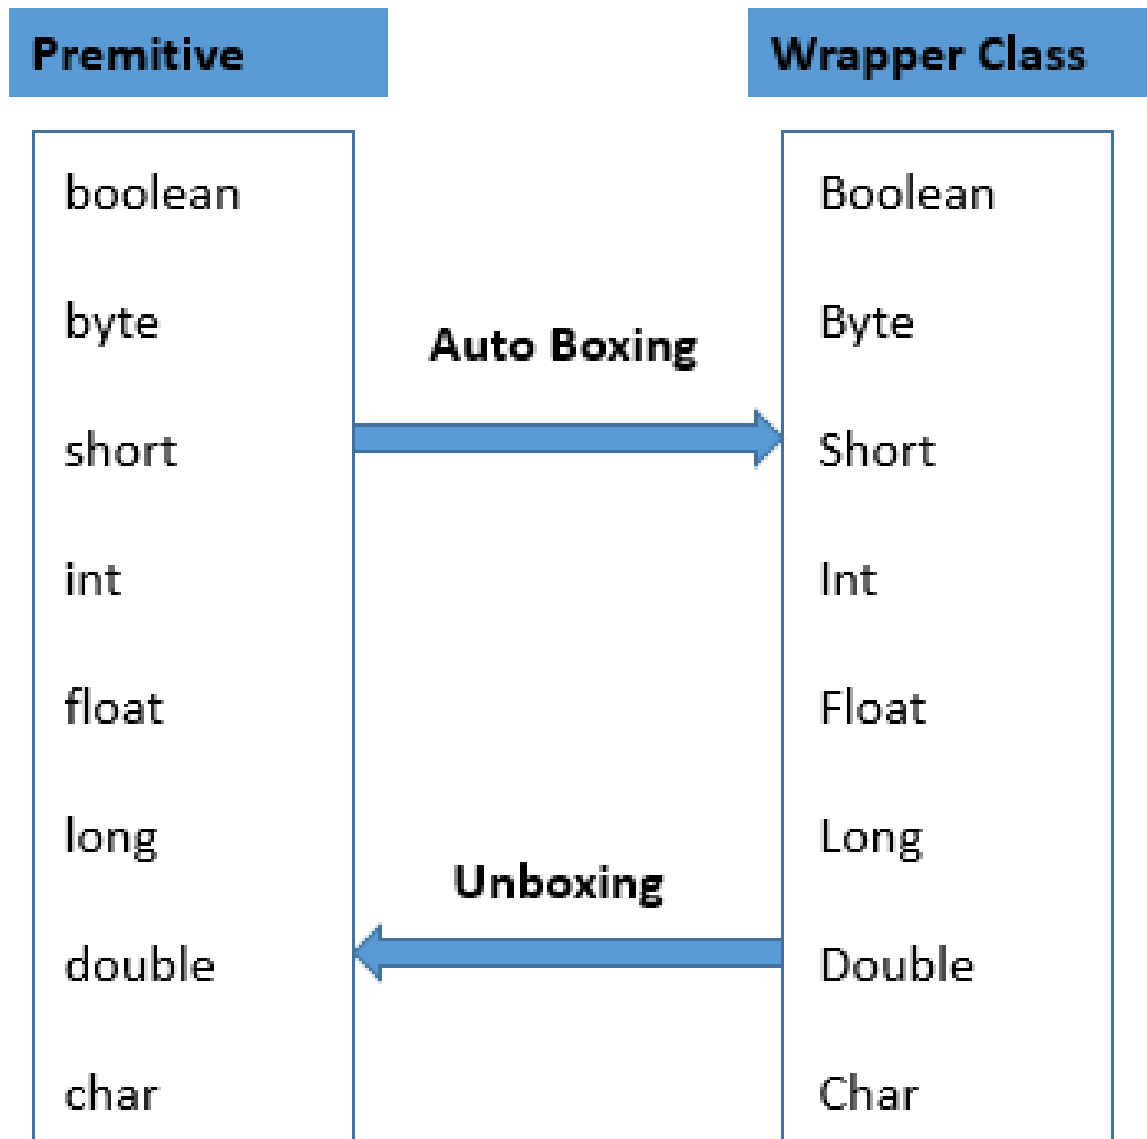 Premitive
Wrapper Class
boolean
Boolean
byte
Byte
Auto Boxing
short
Short
int
Int
float
Float
long
Long
Unboxing
double
Double
char
Char